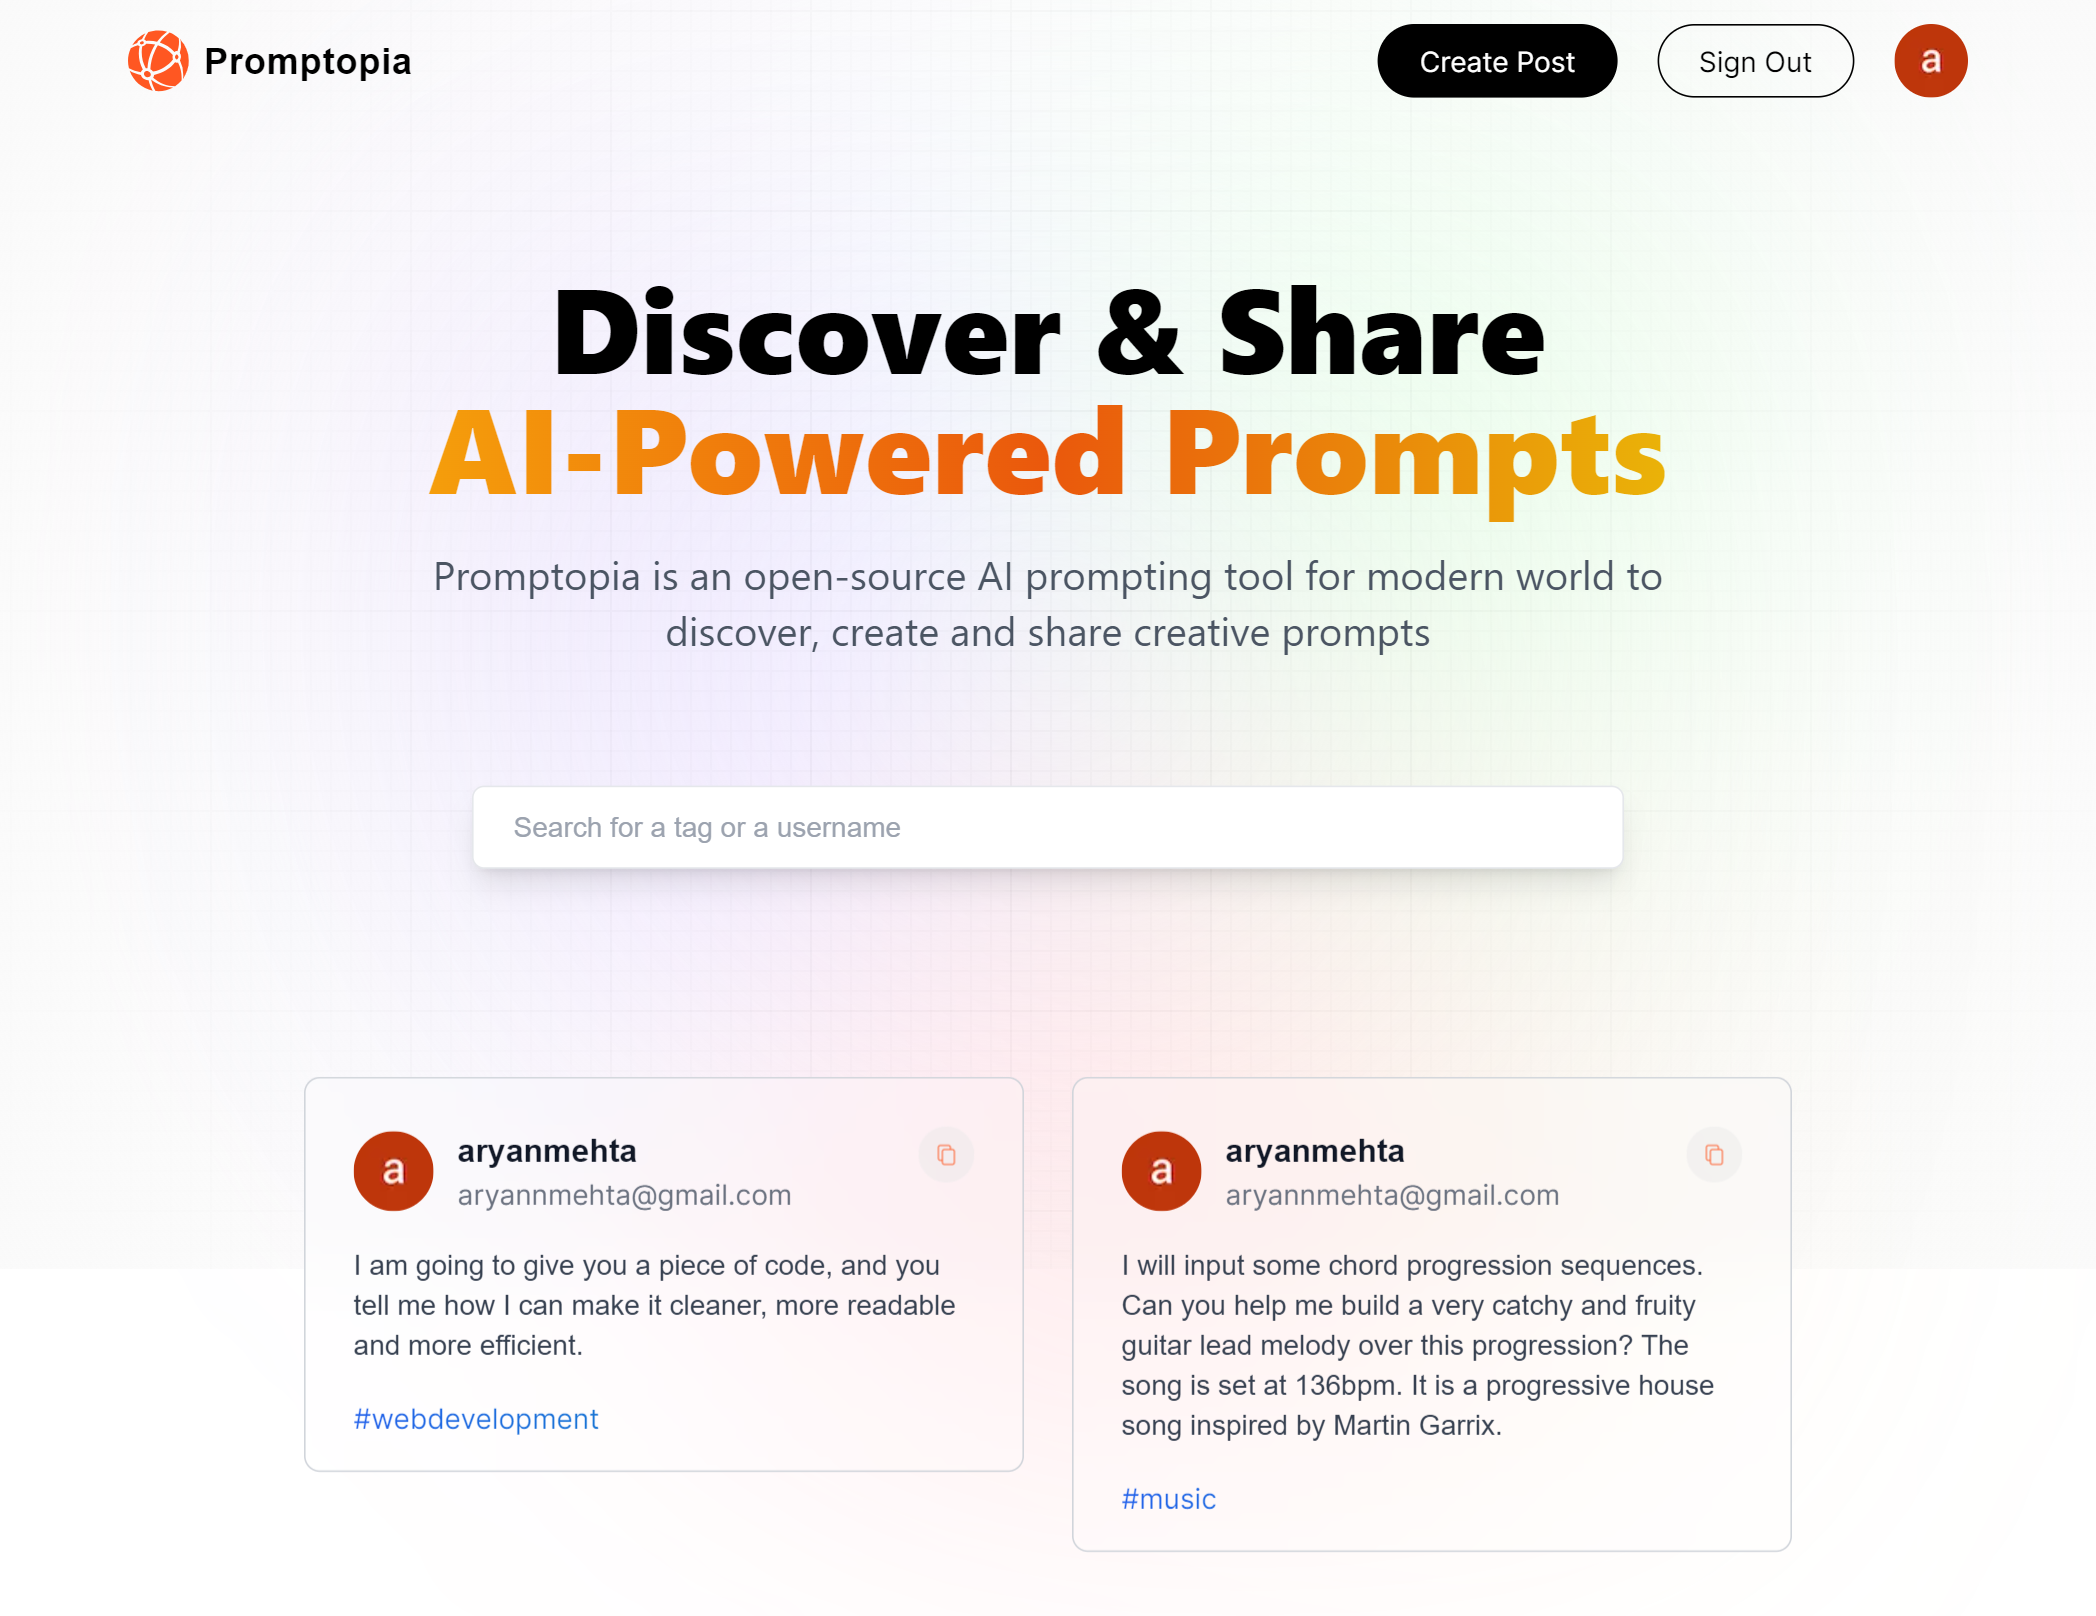 Promptopia
Create Post
Sign Out
a
Discover & Share
AI-Powered Prompts
Promptopia is an open-source AI prompting tool for modern world to
discover, create and share creative prompts
Search for a tag or a username
a
aryanmehta
aryannmehta@gmail.com
I am going to give you a piece of code, and you
tell me how I can make it cleaner, more readable
and more efficient.
#webdevelopment
a
aryanmehta
aryannmehta@gmail.com
I will input some chord progression sequences.
Can you help me build a very catchy and fruity
guitar lead melody over this progression? The
song is set at 136bpm. It is a progressive house
song inspired by Martin Garrix.
#music